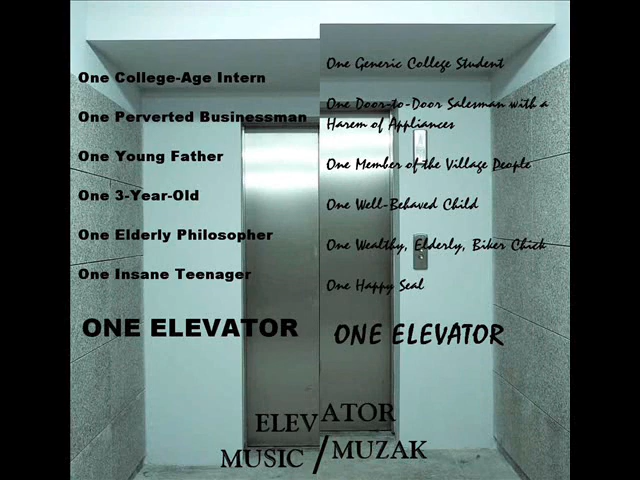 One College-Age Intern
One Perverted Businessman
One Young Father
One 3-Year-Old
One Elderly Philosopher
One Insane Teenager
ONE ELEVATOR
One Generic College Student
One Door-to-Door Salesman with a
Harem of Appliances
One Member of the Village People
One Well-Behaved Child
One Wealthy, Elderly, Biker Chick
One Happy Seal
ONE ELEVATOR
ELEVATOR
MUSIC / MUZAK